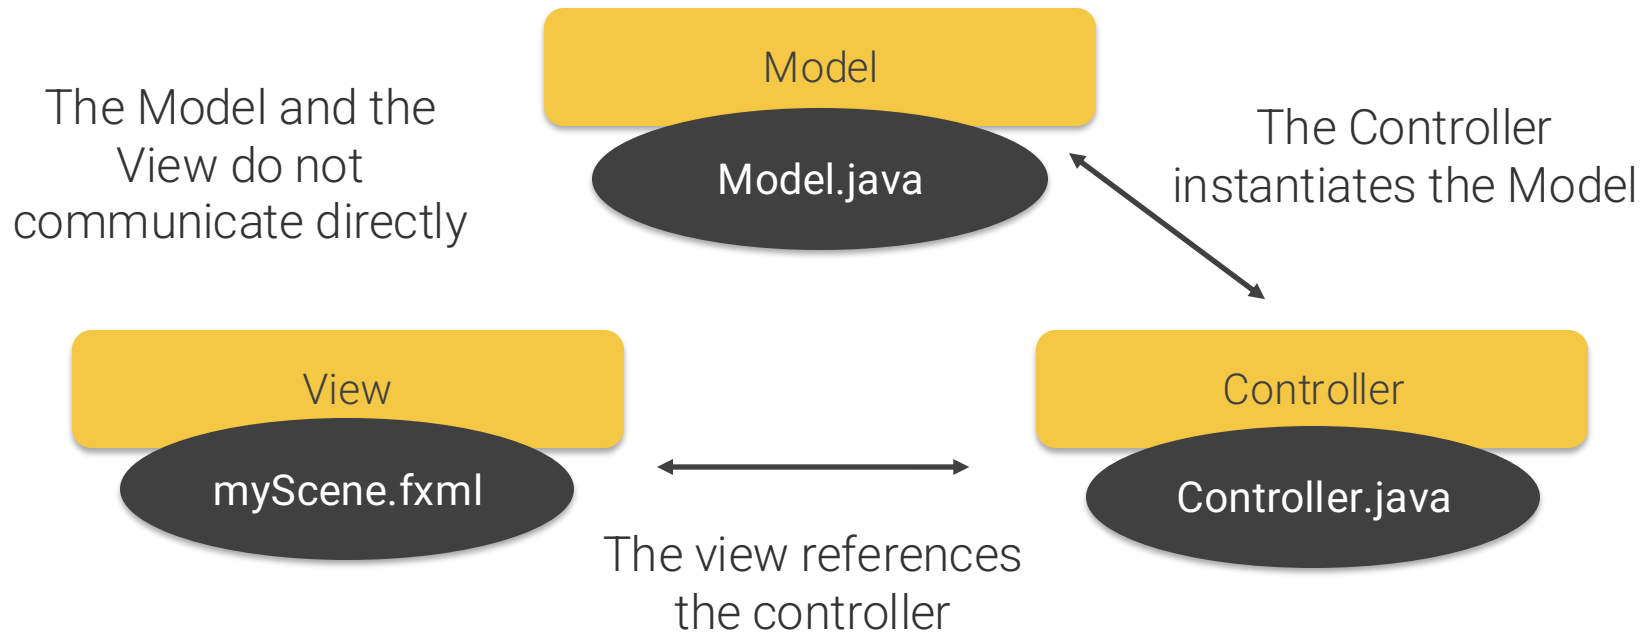 Model
Model.java
The Model and the
View do not
communicate directly
The Controller
instantiates the Model
View
myScene.fxml
Controller
Controller.java
The view references
the controller